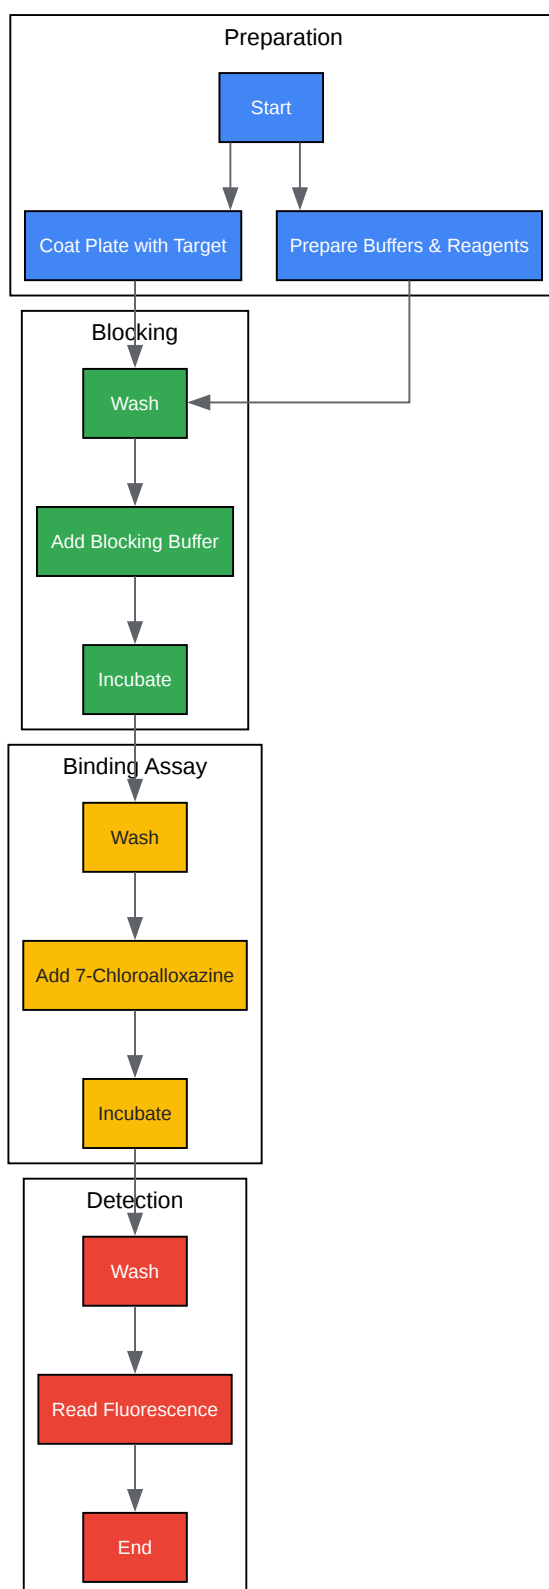 Preparation
Start
Coat Plate with Target
Prepare Buffers & Reagents
Blocking
Wash
Add Blocking Buffer
Incubate
Binding Assay
Wash
Add 7-Chloroalloxazine
Incubate
Detection
Wash
Read Fluorescence
End